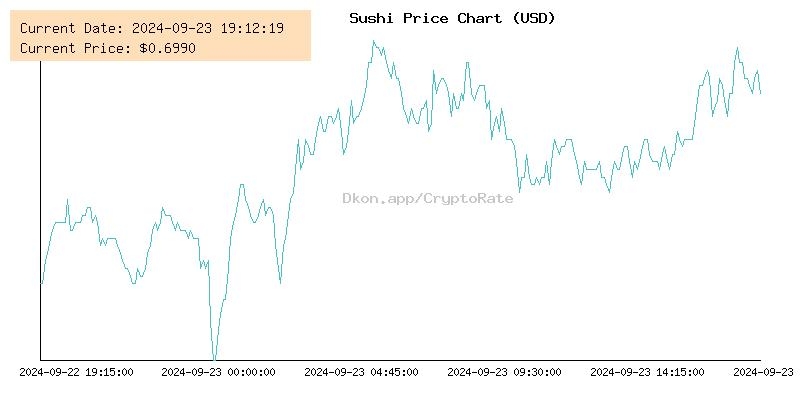 Sushi Price Chart (USD)
Current Date: 2024-09-23 19:12:19
Current Price: $0.6990
Dkon.app/CryptoRate
2024-09-22 19:15:00 2024-09-23 00:00:00 2024-09-23 04:45:00 2024-09-23 09:30:00 2024-09-23 14:15:00 2024-09-23